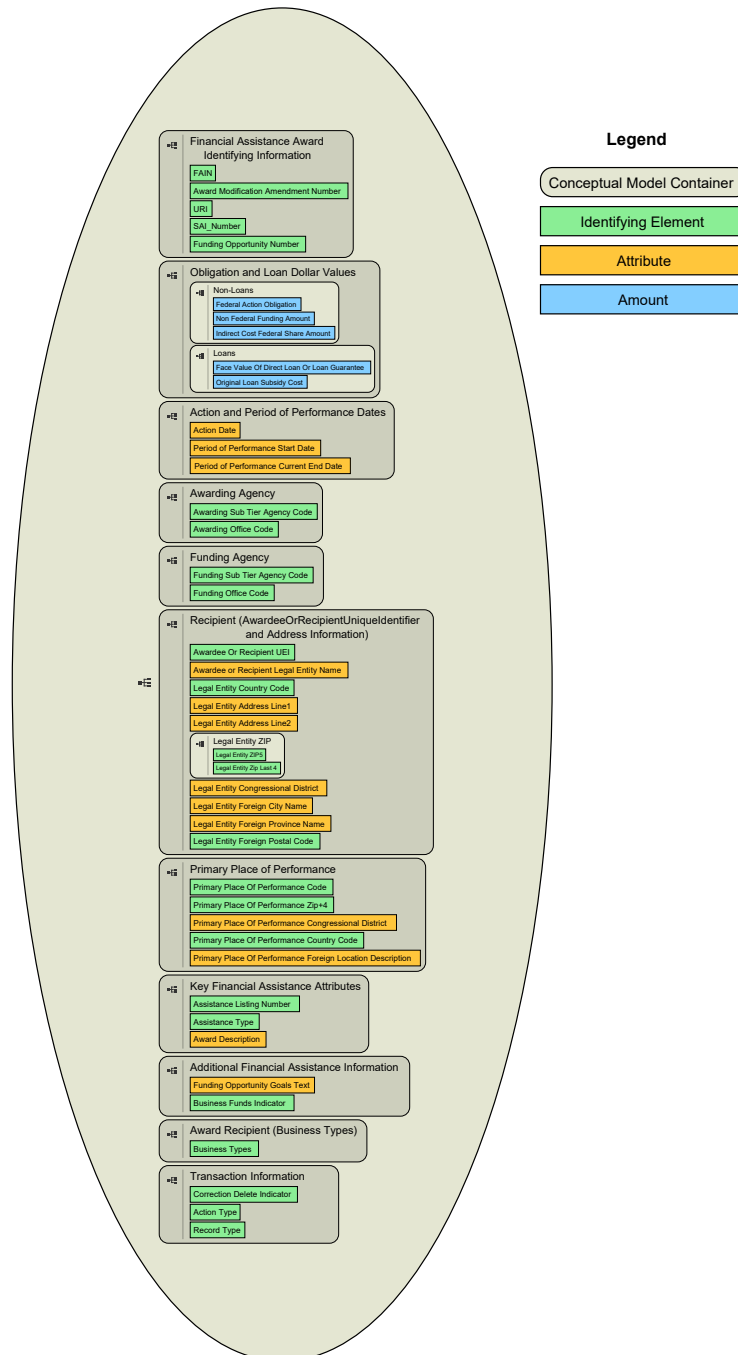 Financial Assistance Award
Identifying Information
FAIN
Award Modification Amendment Number
URI
SAI_Number
Funding Opportunity Number
Obligation and Loan Dollar Values
Non-Loans
Federal Action Obligation
Non Federal Funding Amount
Indirect Cost Federal Share Amount
Loans
Face Value Of Direct Loan Or Loan Guarantee
Original Loan Subsidy Cost
Action and Period of Performance Dates
Action Date
Period of Performance Start Date
Period of Performance Current End Date
Awarding Agency
Awarding Sub Tier Agency Code
Awarding Office Code
Funding Agency
Funding Sub Tier Agency Code
Funding Office Code
Recipient (AwardeeOrRecipientUniqueIdentifier
and Address Information)
Awardee Or Recipient UEI
Awardee or Recipient Legal Entity Name
Legal Entity Country Code
Legal Entity Address Line1
Legal Entity Address Line2
Legal Entity ZIP
Legal Entity ZIP5
Legal Entity Zip Last 4
Legal Entity Congressional District
Legal Entity Foreign City Name
Legal Entity Foreign Province Name
Legal Entity Foreign Postal Code
Primary Place of Performance
Primary Place Of Performance Code
Primary Place Of Performance Zip+4
Primary Place Of Performance Congressional District
Primary Place Of Performance Country Code
Primary Place Of Performance Foreign Location Description
Key Financial Assistance Attributes
Assistance Listing Number
Assistance Type
Award Description
Additional Financial Assistance Information
Funding Opportunity Goals Text
Business Funds Indicator
Award Recipient (Business Types)
Business Types
Transaction Information
Correction Delete Indicator
Action Type
Record Type
Legend
Conceptual Model Container
Identifying Element
Attribute
Amount